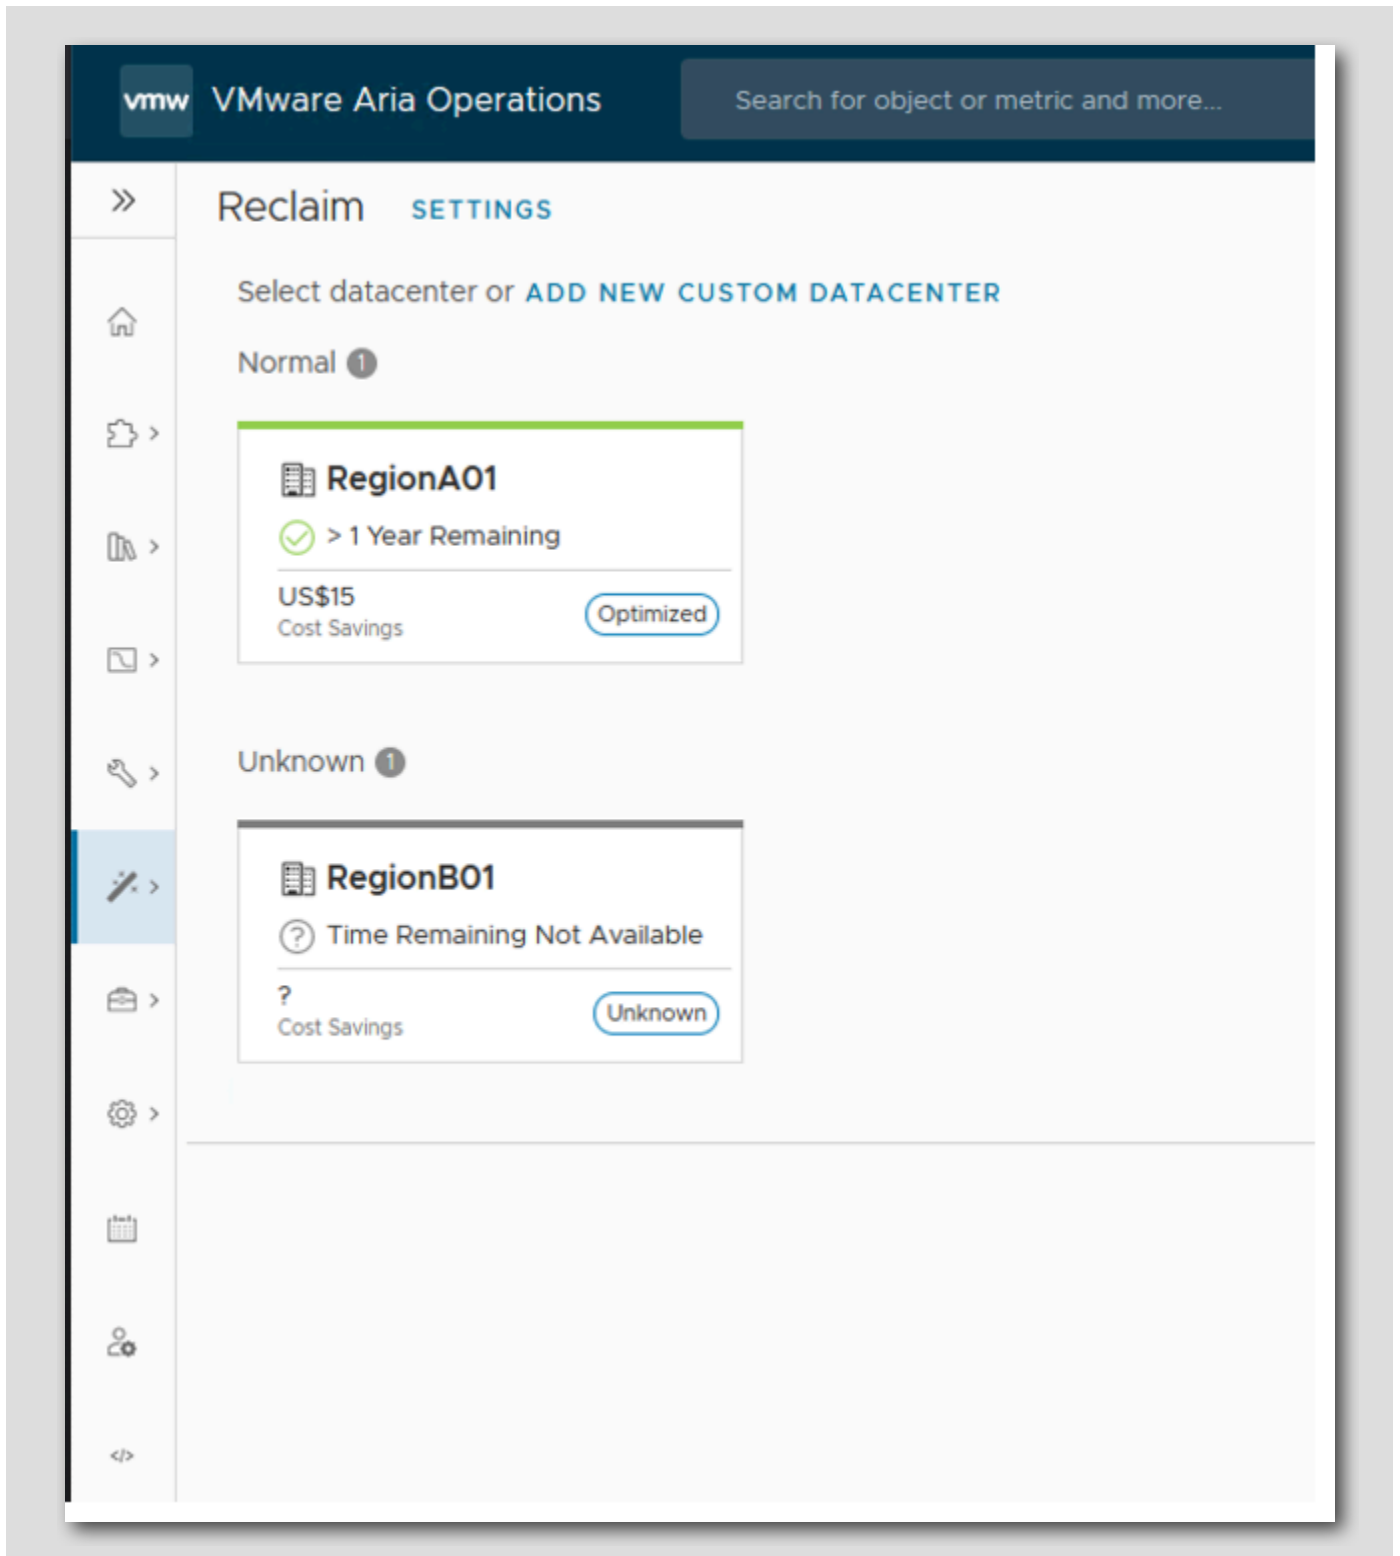 vmw VMware Aria Operations Search for object or metric and more...
Reclaim SETTINGS
Select datacenter or ADD NEW CUSTOM DATACENTER
Normal 1
RegionA01
> 1 Year Remaining
US$15
Cost Savings
Optimized
Unknown 1
RegionB01
? Time Remaining Not Available
?
Cost Savings
Unknown